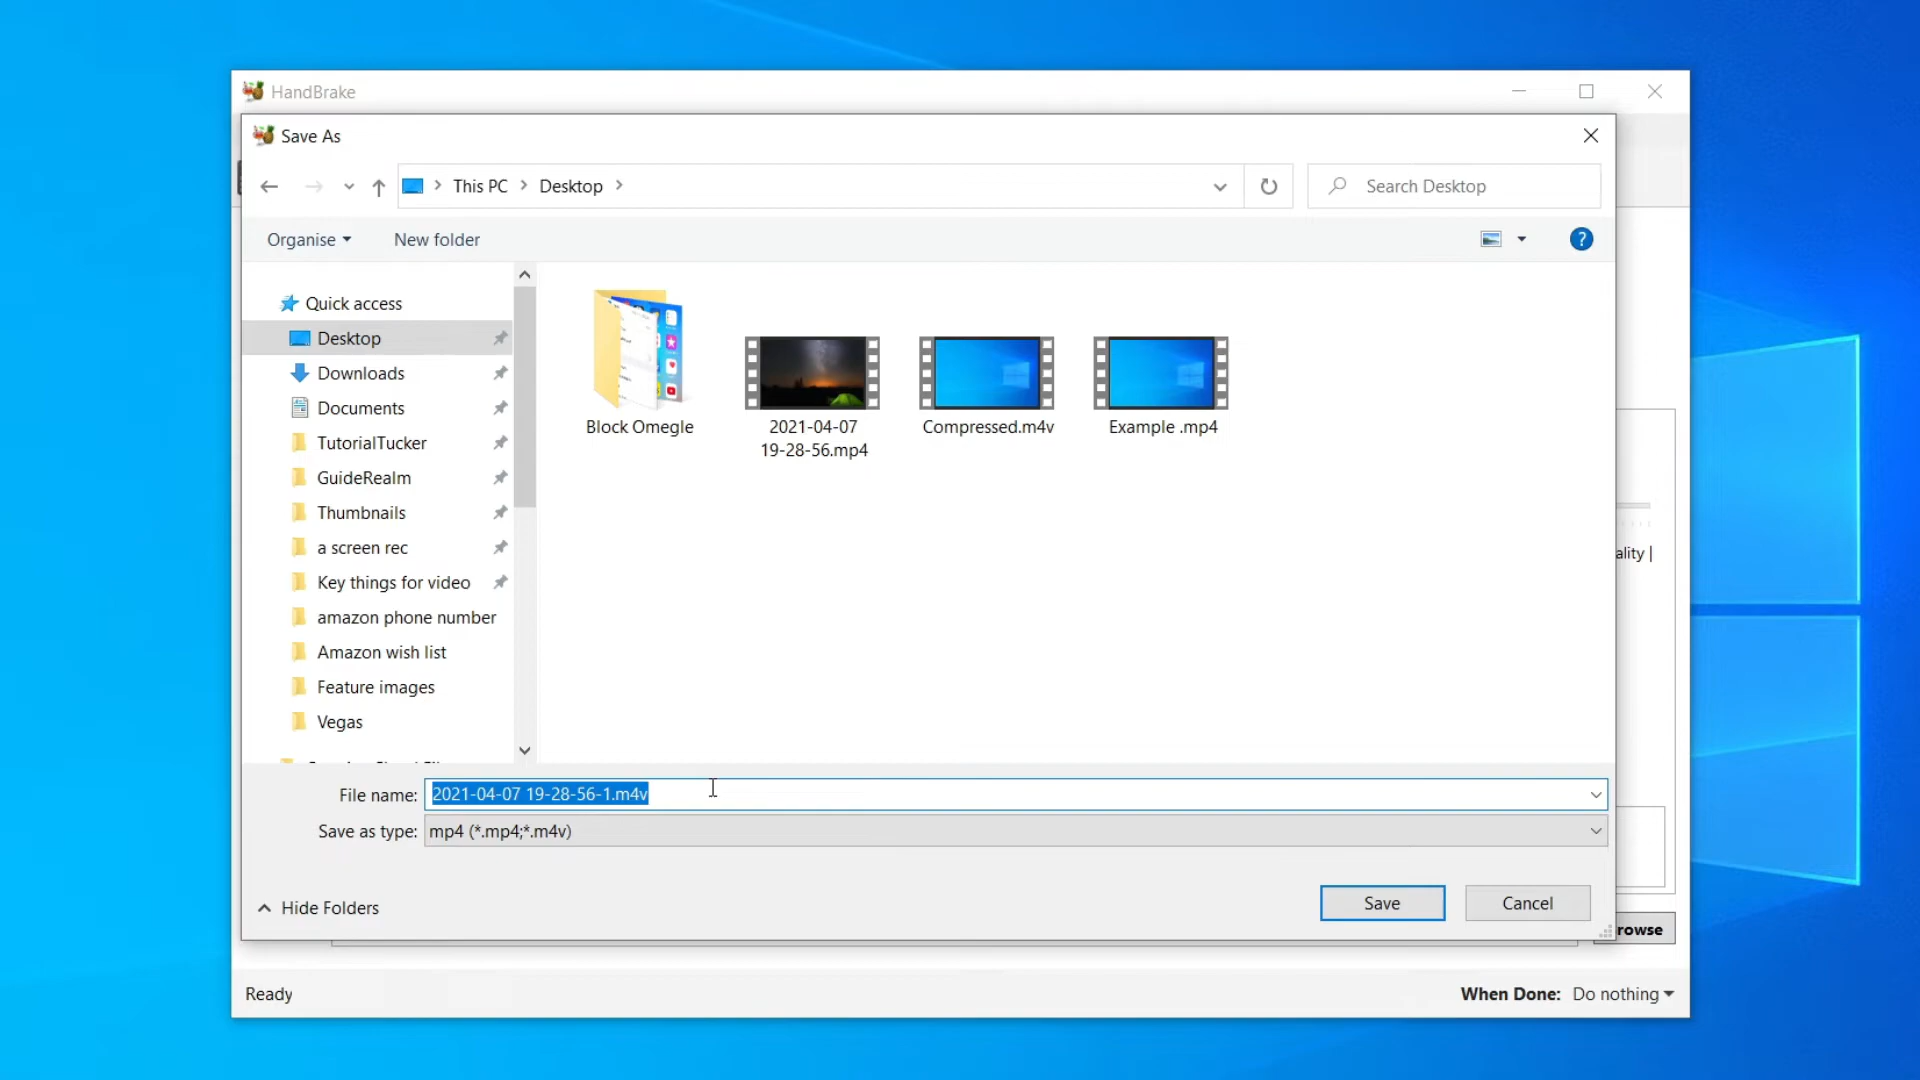 HandBrake
Save As
This PC
Desktop
Search Desktop
Organise
New folder
Quick access
Desktop
Downloads
Documents
TutorialTucker
GuideRealm
Thumbnails
a screen rec
Key things for video
amazon phone number
Amazon wish list
Feature images
Vegas
Block Omegle
2021-04-07
19-28-56.mp4
Compressed.m4v
Example .mp4
ality |
File name: 2021-04-07 19-28-56-1.m4v
Save as type: mp4 (*.mp4;*.m4v)
Hide Folders
Save
Cancel
rowse
Ready
When Done: Do nothing